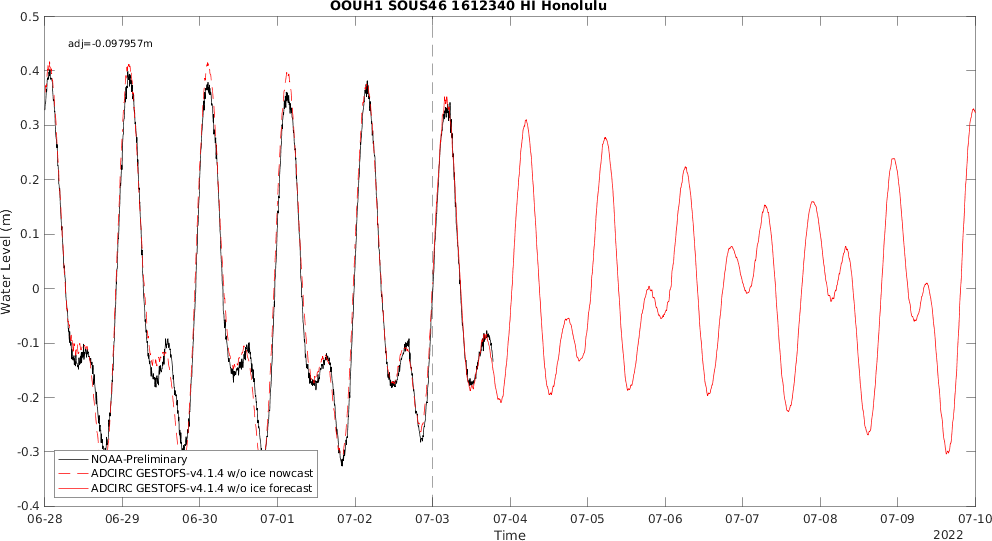 OOUH1 SOUS46 1612340 HI Honolulu
adj=-0.097957m
0.5
0.4
0.3
0.2
0.1
0
-0.1
-0.2
-0.3
-0.4
Water Level (m)
NOAA-Preliminary
ADCIRC GESTOFS-v4.1.4 w/o ice nowcast
ADCIRC GESTOFS-v4.1.4 w/o ice forecast
06-28 06-29 06-30 07-01 07-02 07-03 07-04 07-05 07-06 07-07 07-08 07-09 07-10
Time
2022